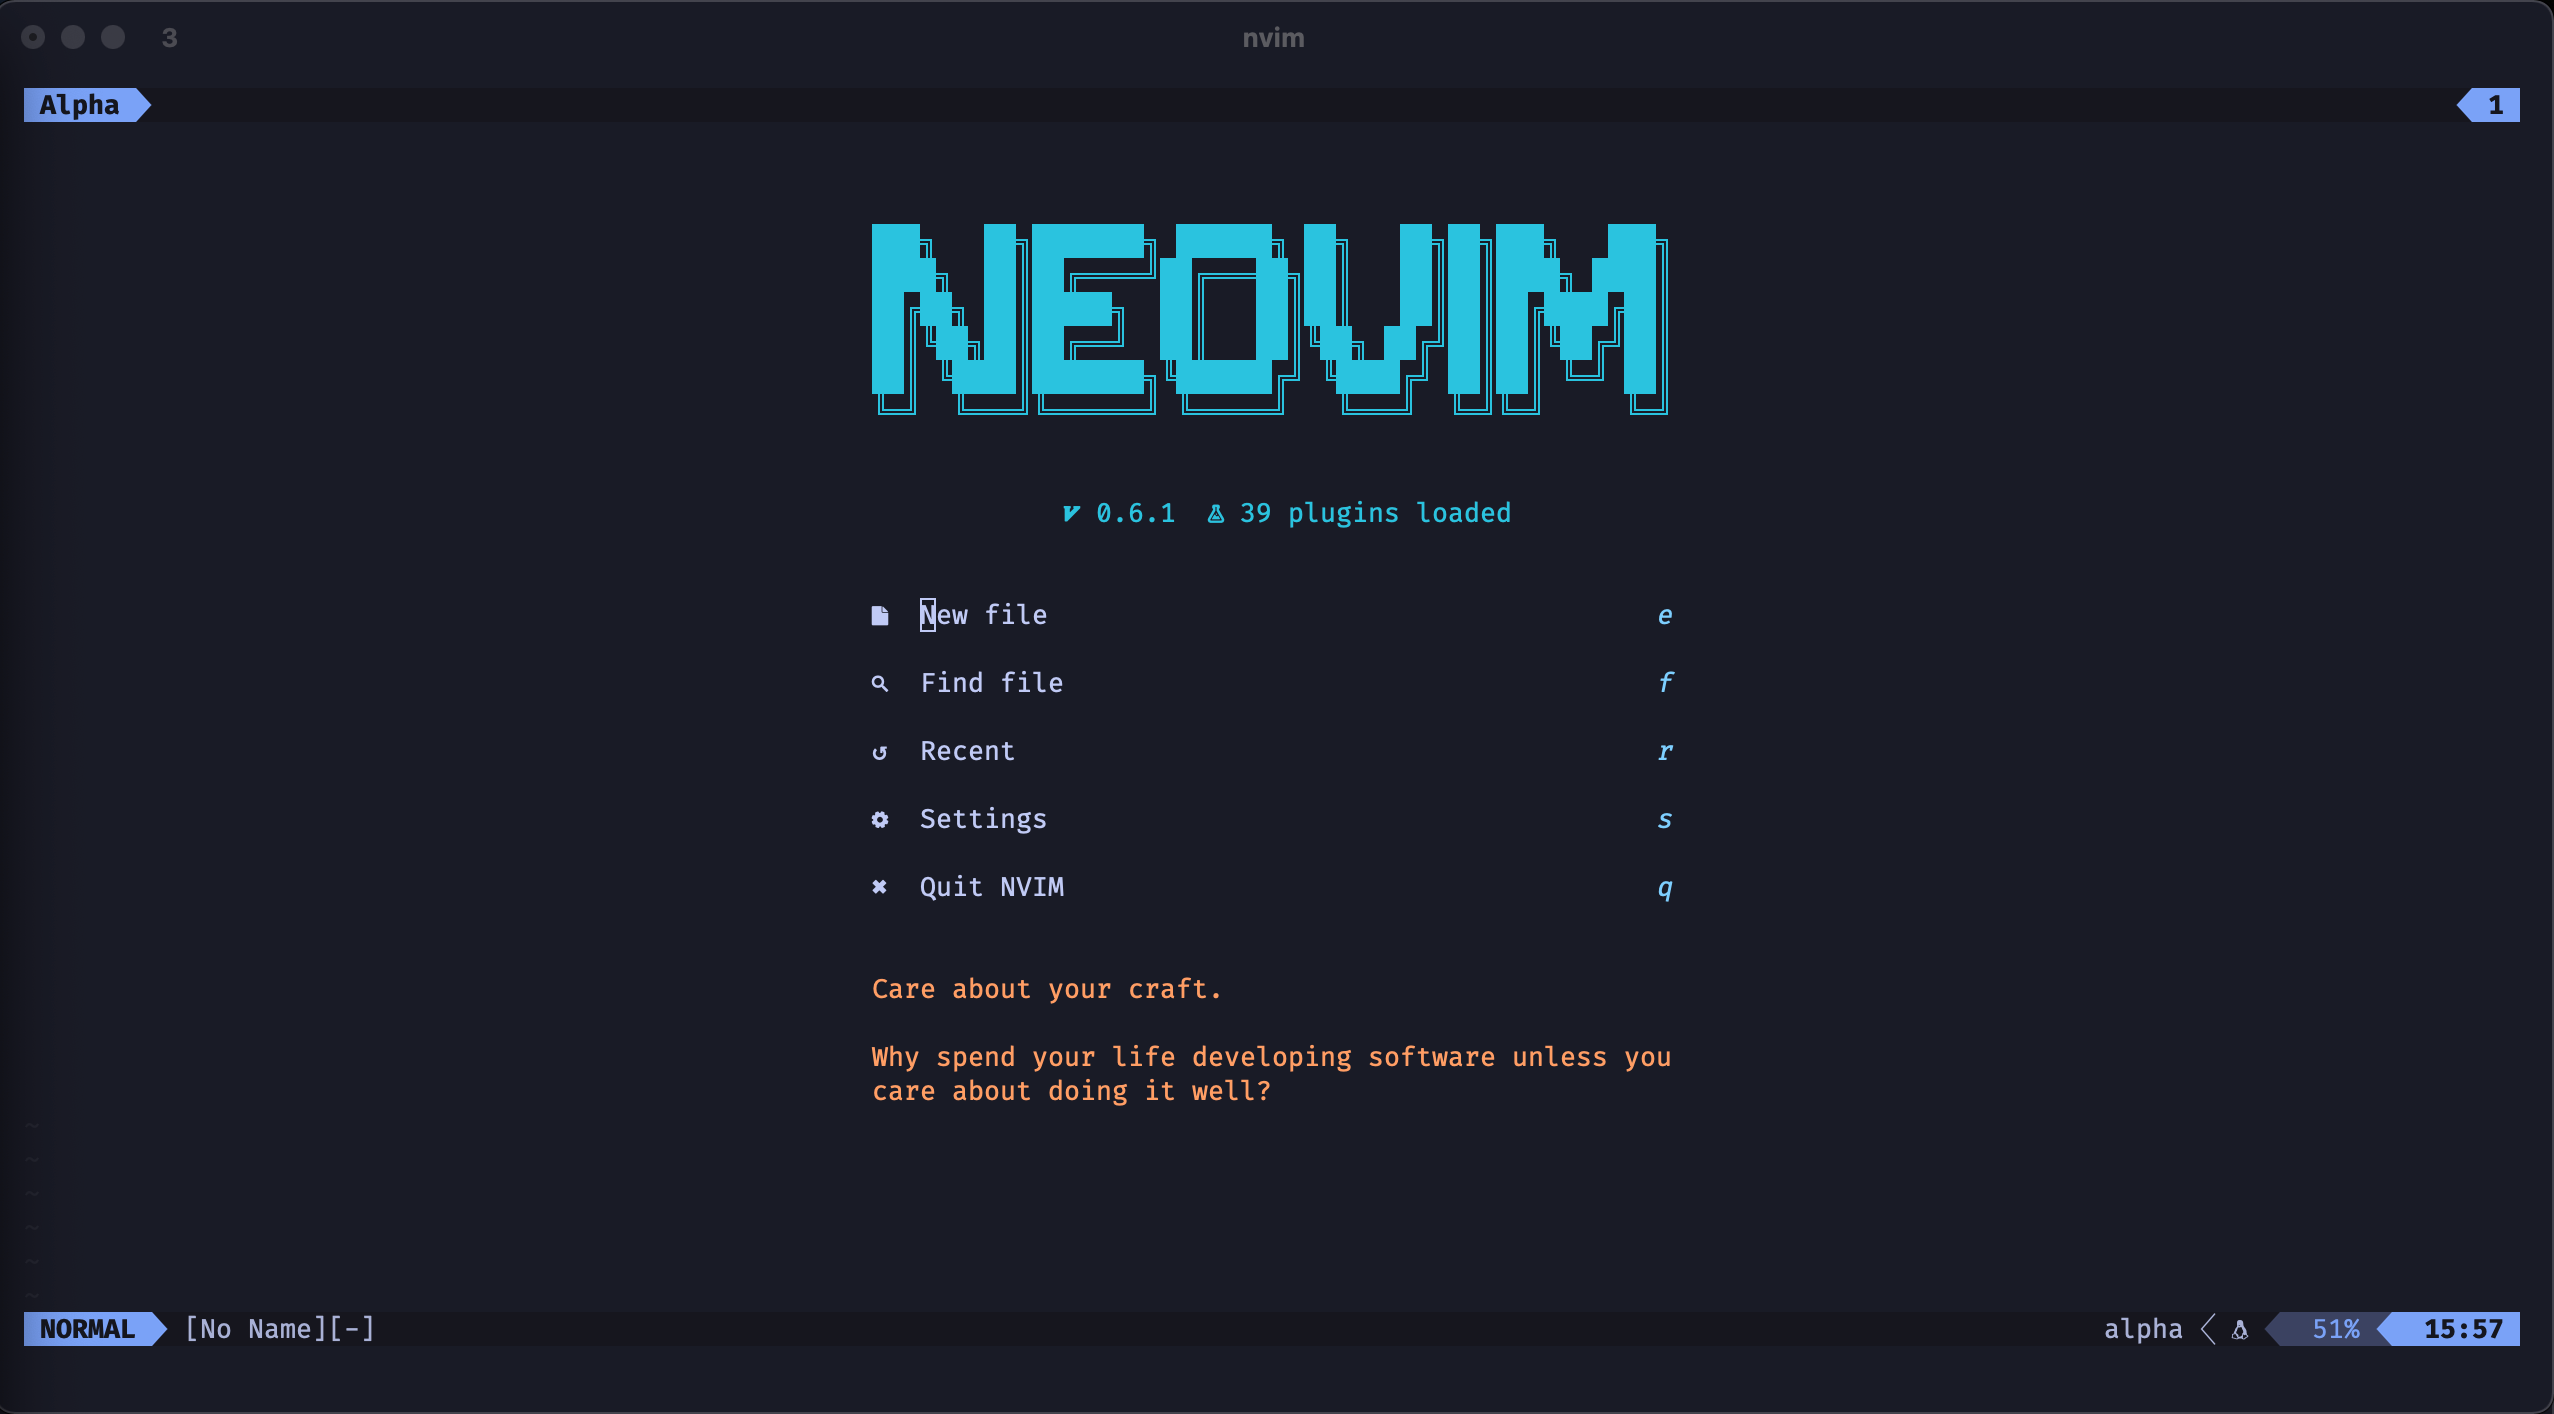 3 nvim
Alpha 1
NEOVIM
0.6.1 39 plugins loaded
New file e
Find file f
Recent r
Settings s
Quit NVIM q
Care about your craft.
Why spend your life developing software unless you
care about doing it well?
~
~
~
~
~
~
NORMAL [No Name][-] alpha 51% 15:57